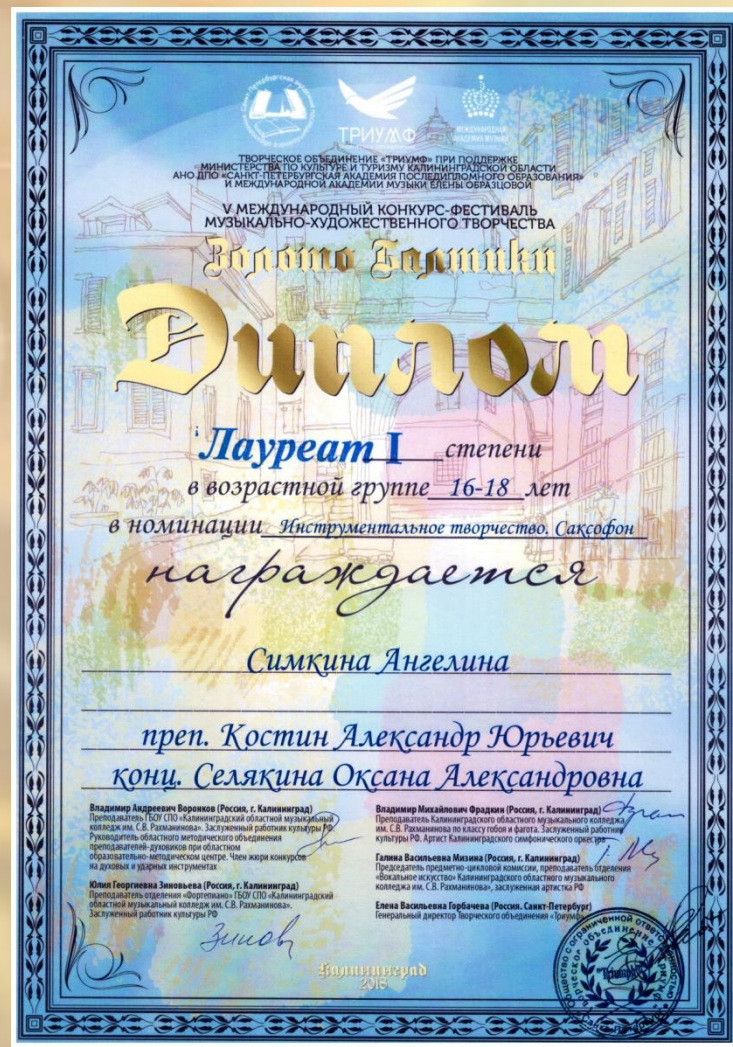 ТРИУМФ
МЕЖДУНАРОДНАЯ
АКАДЕМИЯ МУЗЫКИ
ТВОРЧЕСКОЕ ОБЪЕДИНЕНИЕ «ТРИУМФ» ПРИ ПОДДЕРЖКЕ
МИНИСТЕРСТВА ПО КУЛЬТУРЕ И ТУРИЗМУ КАЛИНИНГРАДСКОЙ ОБЛАСТИ
АНО ДПО «САНКТ-ПЕТЕРБУРГСКАЯ АКАДЕМИЯ ПОСЛЕДИПЛОМНОГО ОБРАЗОВАНИЯ»
И МЕЖДУНАРОДНОЙ АКАДЕМИИ МУЗЫКИ ЕЛЕНЫ ОБРАЗЦОВОЙ
V МЕЖДУНАРОДНЫЙ КОНКУРС-ФЕСТИВАЛЬ
МУЗЫКАЛЬНО-ХУДОЖЕСТВЕННОГО ТВОРЧЕСТВА
Золото Балтики
Диплом
Лауреат I степени
в возрастной группе 16-18 лет
в номинации Инструментальное творчество. Саксофон
награждается
Симкина Ангелина
преп. Костин Александр Юрьевич
конц. Селякина Оксана Александровна
Владимир Андреевич Воронков (Россия, г. Калининград)
Преподаватель ГБОУ СПО «Калининградский областной музыкальный
колледж им. С.В. Рахманинова». Заслуженный работник культуры РФ.
Руководитель областного методического объединения
преподавателей-духовиков при областном
образовательно-методическом центре. Член жюри конкурсов
на духовых и ударных инструментах
Юлия Георгиевна Зиновьева (Россия, г. Калининград)
Преподаватель отделения «Фортепиано» ГБОУ СПО «Калининградский
областной музыкальный колледж им. С.В. Рахманинова».
Заслуженный работник культуры РФ
Владимир Михайлович Фрадкин (Россия, г. Калининград)
Преподаватель Калининградского областного музыкального колледжа
им. С.В. Рахманинова по классу гобоя и фагота. Заслуженный работник
культуры РФ. Артист Калининградского симфонического оркестра
Галина Васильевна Мизина (Россия, г. Калининград)
Председатель предметно-цикловой комиссии, преподаватель отделения
«Вокальное искусство» Калининградского областного музыкального
колледжа им. С.В. Рахманинова», заслуженная артистка РФ
Елена Васильевна Горбачева (Россия. Санкт-Петербург)
Генеральный директор Творческого объединения «Триумф»
Калининград